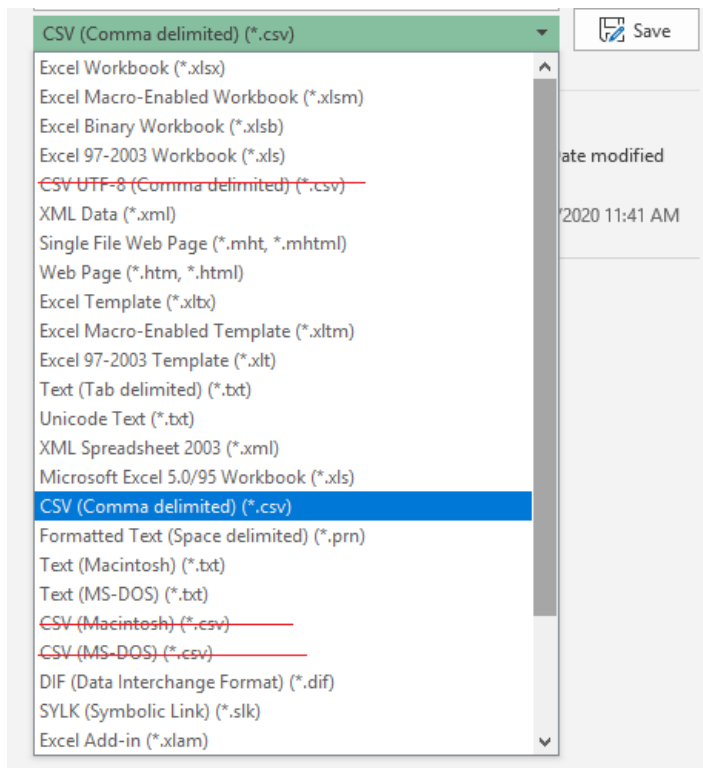 CSV (Comma delimited) (*.csv)
Save
Excel Workbook (*.xlsx)
Excel Macro-Enabled Workbook (*.xlsm)
Excel Binary Workbook (*.xlsb)
Excel 97-2003 Workbook (*.xls)
ate modified
CSV UTF-8 (Comma delimited) (*.csv)
XML Data (*.xml)
/2020 11:41 AM
Single File Web Page (*.mht, *.mhtml)
Web Page (*.htm, *.html)
Excel Template (*.xltx)
Excel Macro-Enabled Template (*.xltm)
Excel 97-2003 Template (*.xlt)
Text (Tab delimited) (*.txt)
Unicode Text (*.txt)
XML Spreadsheet 2003 (*.xml)
Microsoft Excel 5.0/95 Workbook (*.xls)
CSV (Comma delimited) (*.csv)
Formatted Text (Space delimited) (*.prn)
Text (Macintosh) (*.txt)
Text (MS-DOS) (*.txt)
CSV (Macintosh) (*.csv)
CSV (MS-DOS) (*.csv)
DIF (Data Interchange Format) (*.dif)
SYLK (Symbolic Link) (*.slk)
Excel Add-in (*.xlam)